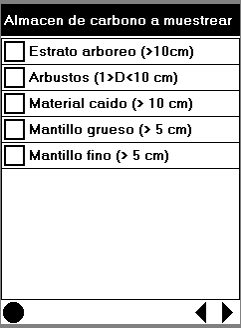 Almacen de carbono a muestrear
Estrato arboreo (>10cm)
Arbustos (1>D<10 cm)
Material caido (> 10 cm)
Mantillo grueso (> 5 cm)
Mantillo fino (> 5 cm)